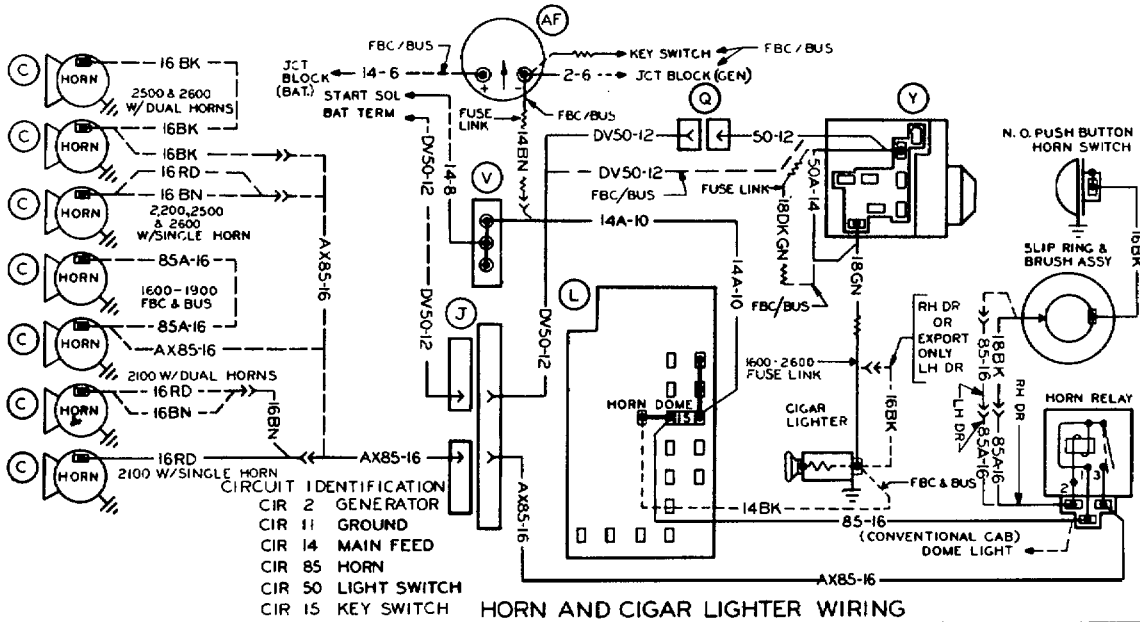 C
HORN
16 BK
2500 & 2600
W/DUAL HORNS
C
HORN
16BK
16BK
16 RD
C
HORN
16 BN
2,200,2500
& 2600
W/SINGLE HORN
C
HORN
85A-16
1600-1900
FBC & BUS
C
HORN
85A-16
AX85-16
2100 W/DUAL HORNS
C
HORN
16RD
16BN
16BN
C
HORN
16RD
2100 W/SINGLE HORN
AX85-16
AX85-16
CIRCUIT IDENTIFICATION
CIR 2 GENERATOR
CIR 11 GROUND
CIR 14 MAIN FEED
CIR 85 HORN
CIR 50 LIGHT SWITCH
CIR 15 KEY SWITCH
HORN AND CIGAR LIGHTER WIRING
AF
FBC/BUS
JCT
BLOCK
(BAT.)
14-6
+
-
KEY SWITCH
FBC/BUS
2-6
JCT BLOCK (GEN)
START SOL
BAT TERM
FUSE
LINK
FBC/BUS
14BN
DV50-12
14-8
V
DV50-12
J
DV50-12
DV50-12
Q
50-12
DV50-12
FBC/BUS
FUSE LINK
14A-10
14A-10
18DKGN
50A-14
FBC/BUS
Y
18GN
L
HORN
DOME
15
1600-2600
FUSE LINK
CIGAR
LIGHTER
16BK
RH DR
OR
EXPORT
ONLY
LH DR
FBC & BUS
14BK
85-16
AX85-16
AX85-16
N.O. PUSH BUTTON
HORN SWITCH
16BK
SLIP RING &
BRUSH ASSY
18BK
85-16
LH DR
RH DR
85A-16
85A-16
HORN RELAY
2
1
3
(CONVENTIONAL CAB)
DOME LIGHT